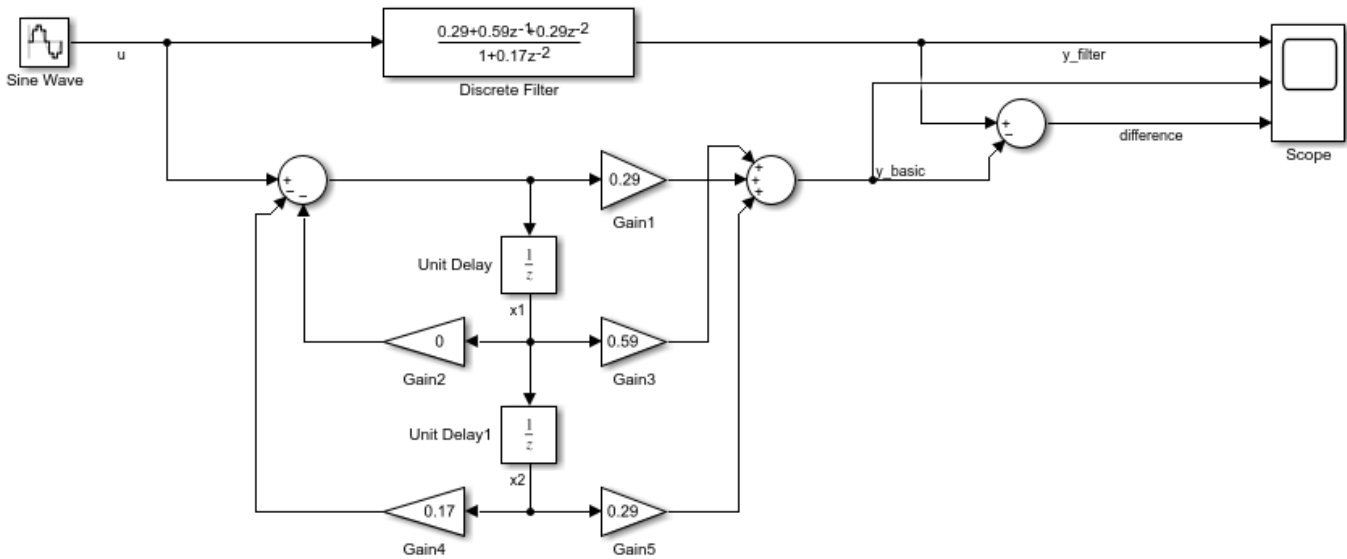 0.29+0.59z⁻¹+0.29z⁻²
1+0.17z⁻²
u
y_filter
Sine Wave
Discrete Filter
+
−
difference
Scope
+
−
−
0.29
+
+
+
y_basic
Gain1
Unit Delay
1
z
x1
0
0.59
Gain2
Gain3
Unit Delay1
1
z
x2
0.17
0.29
Gain4
Gain5